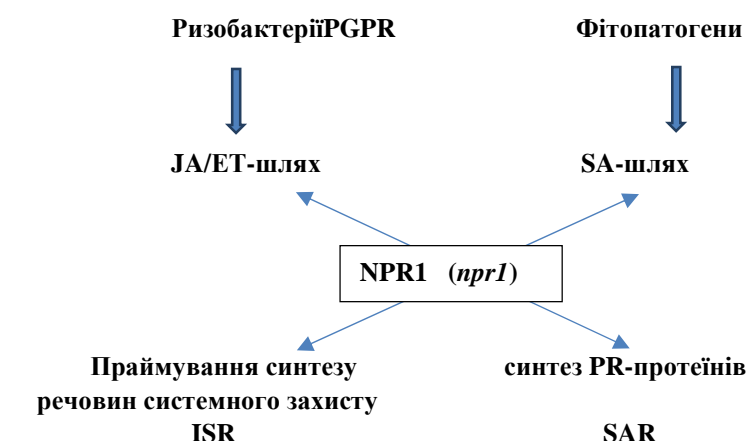 РизобактеріїPGPR
Фітопатогени
JA/ET-шлях
SA-шлях
NPR1 (npr1)
Праймування синтезу
речовин системного захисту
синтез PR-протеїнів
ISR
SAR